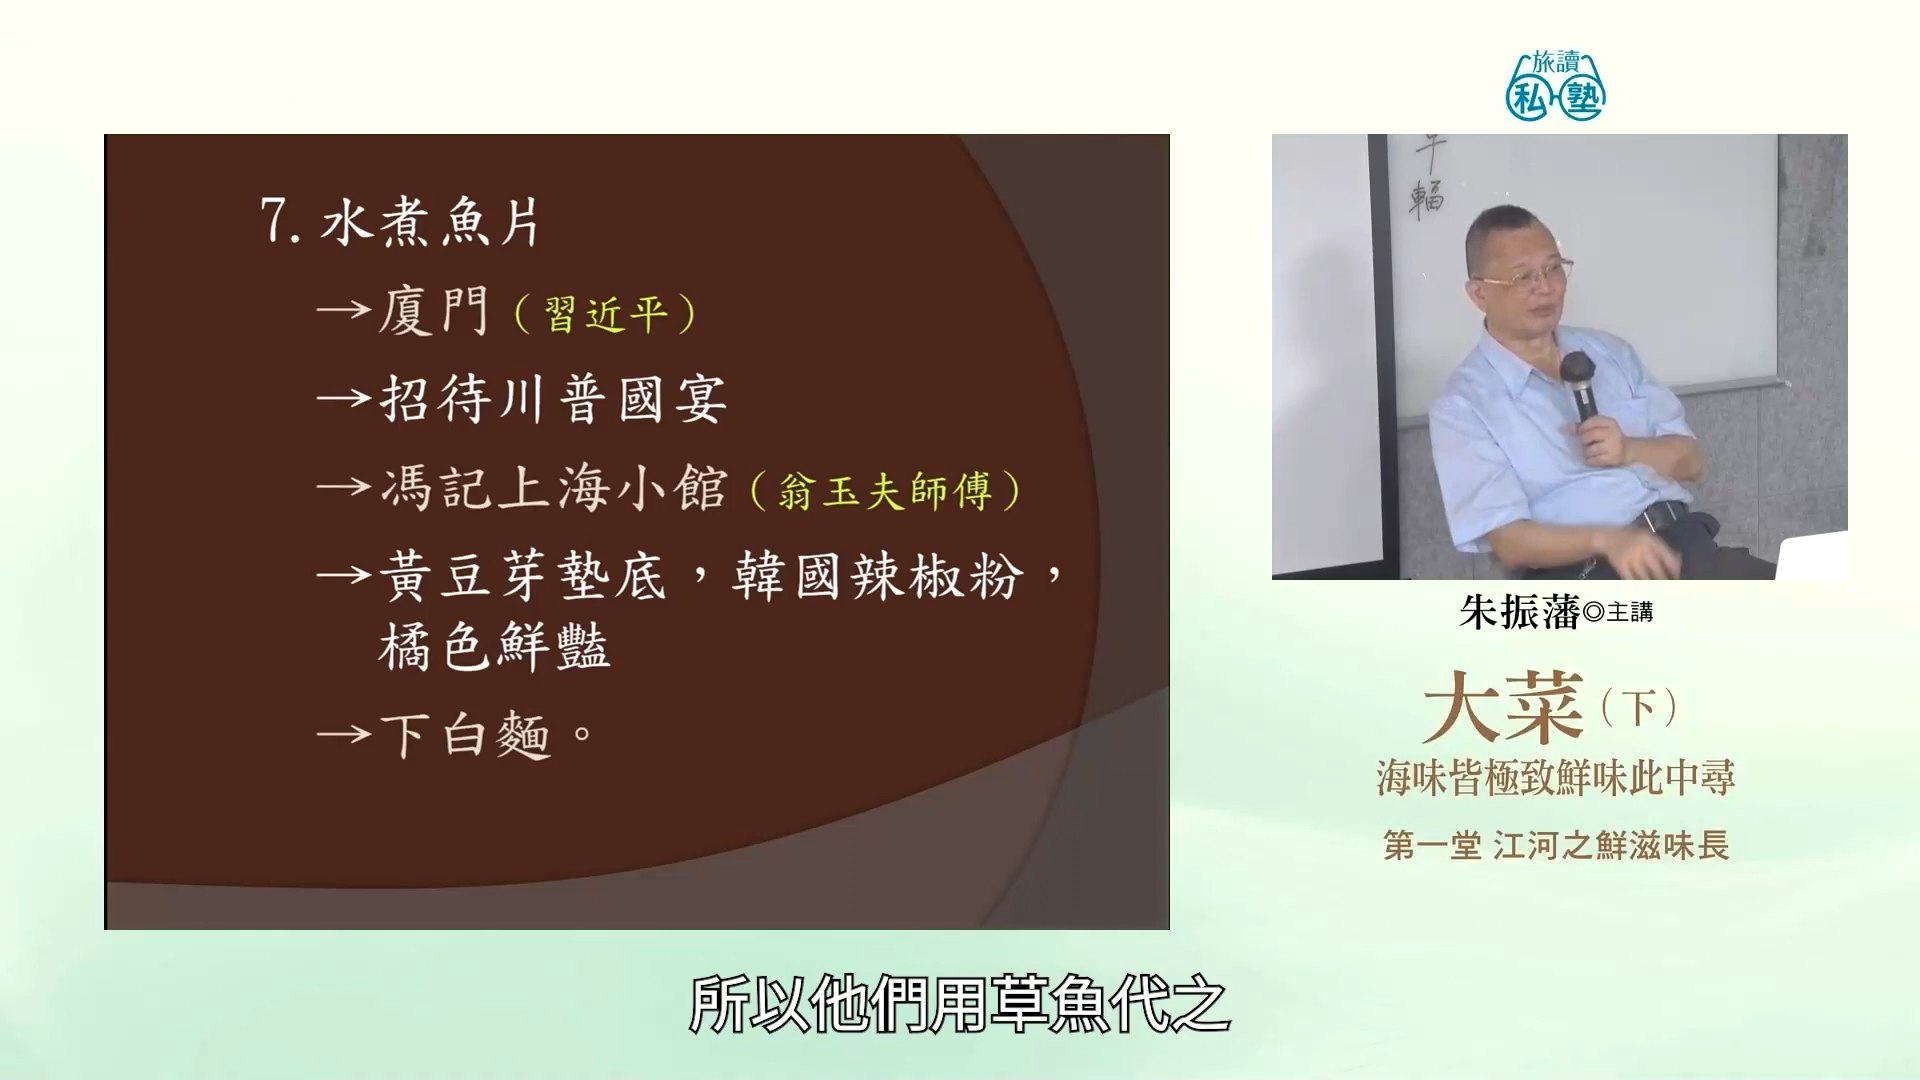 旅讀
私塾
7. 水煮魚片
→廈門（習近平）
→招待川普國宴
→馮記上海小館（翁玉夫師傅）
→黃豆芽墊底，韓國辣椒粉，
橘色鮮豔
→下白麵。
輻
朱振藩◎主講
大菜（下）
海味皆極致鮮味此中尋
第一堂 江河之鮮滋味長
所以他們用草魚代之